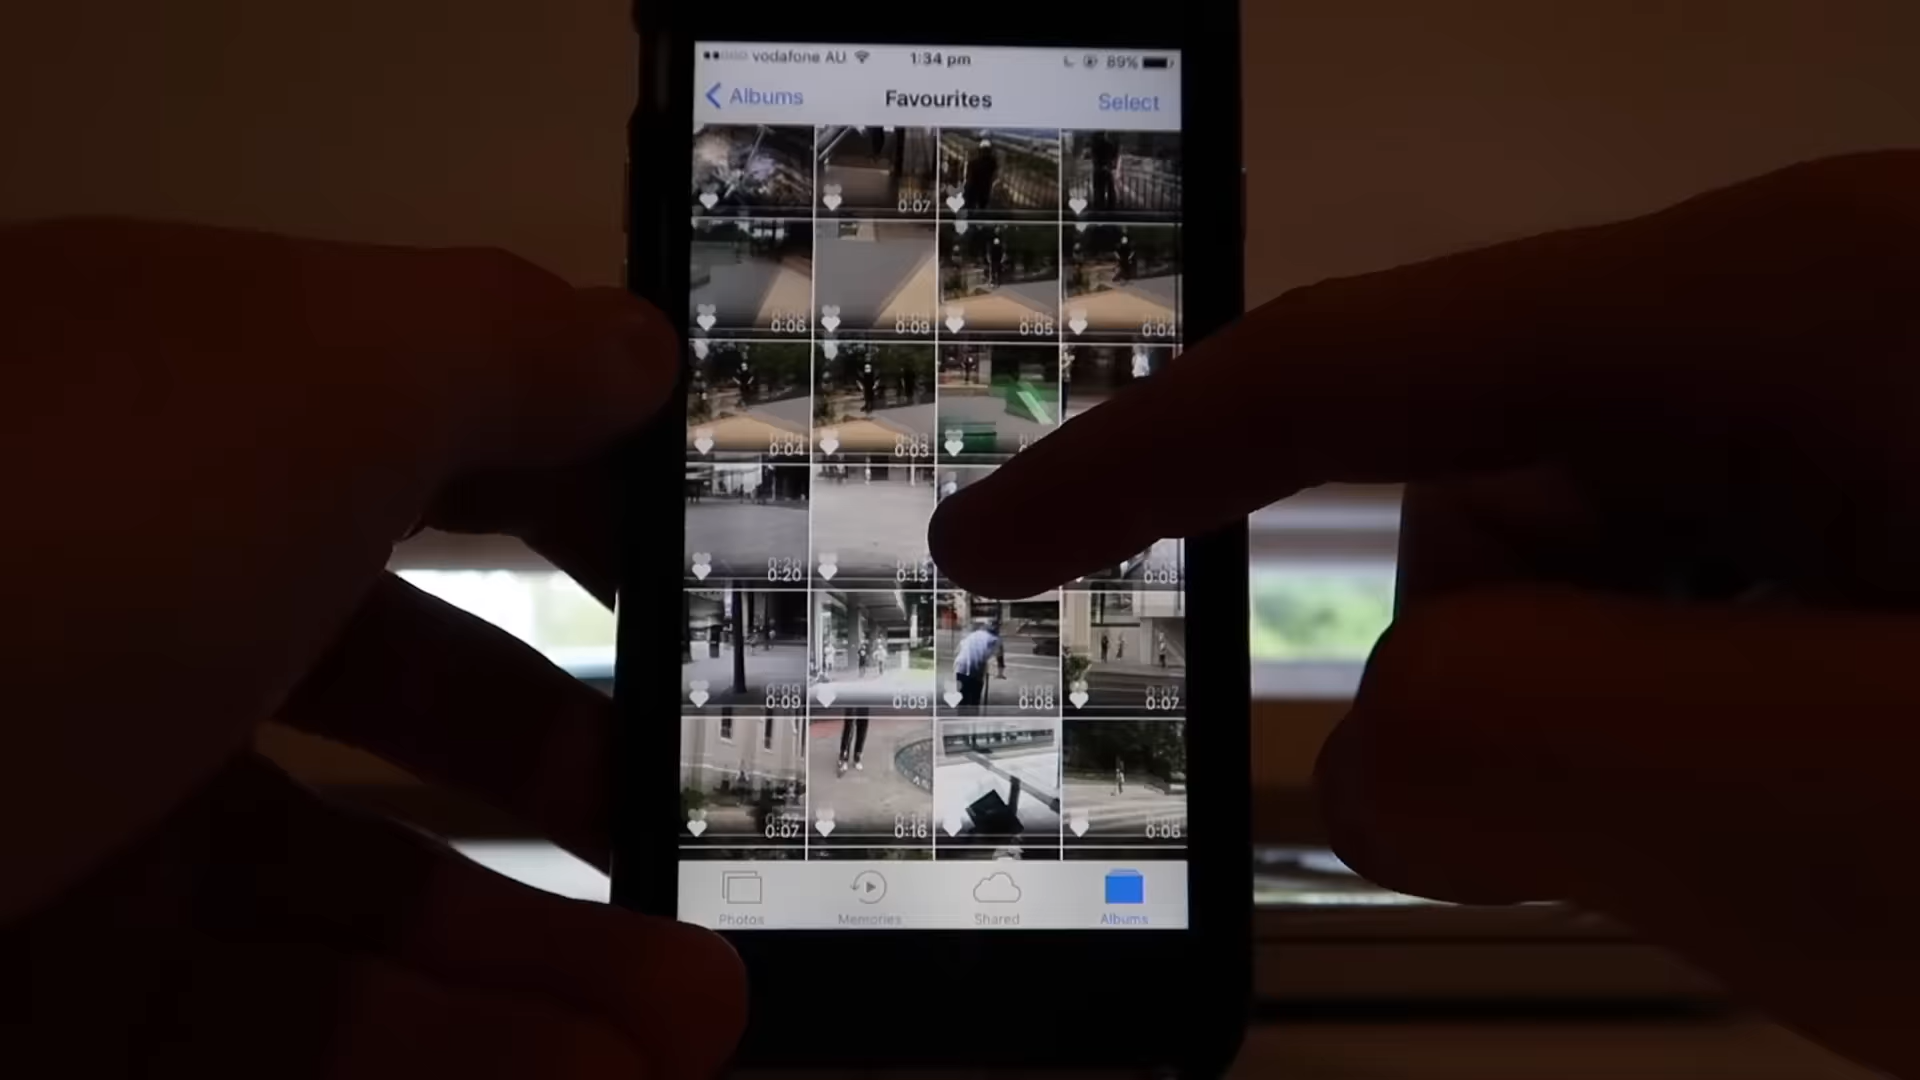 vodafone AU 1:34 pm 89%
Albums Favourites Select
0:07
0:06 0:09 0:05 0:04
0:04 0:03
0:20 0:13 0:08
0:09 0:09 0:08 0:07
0:07 0:16 0:06
Photos Memories Shared Albums